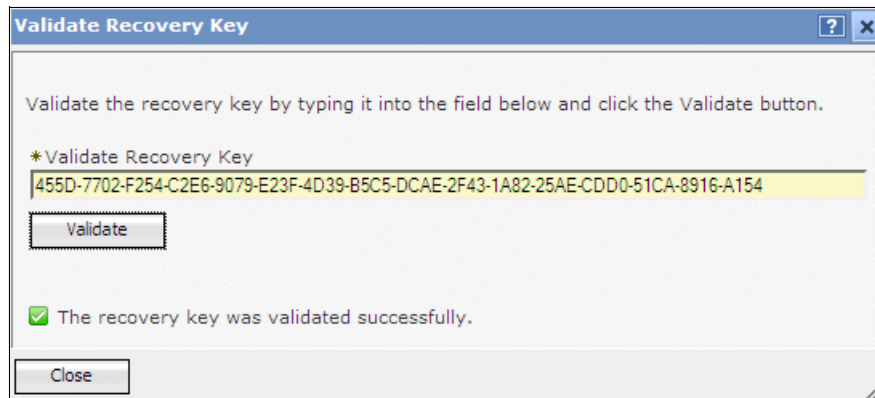 Validate Recovery Key ? x
Validate the recovery key by typing it into the field below and click the Validate button.
*Validate Recovery Key
455D-7702-F254-C2E6-9079-E23F-4D39-B5C5-DCAE-2F43-1A82-25AE-CDD0-51CA-8916-A154
Validate
The recovery key was validated successfully.
Close